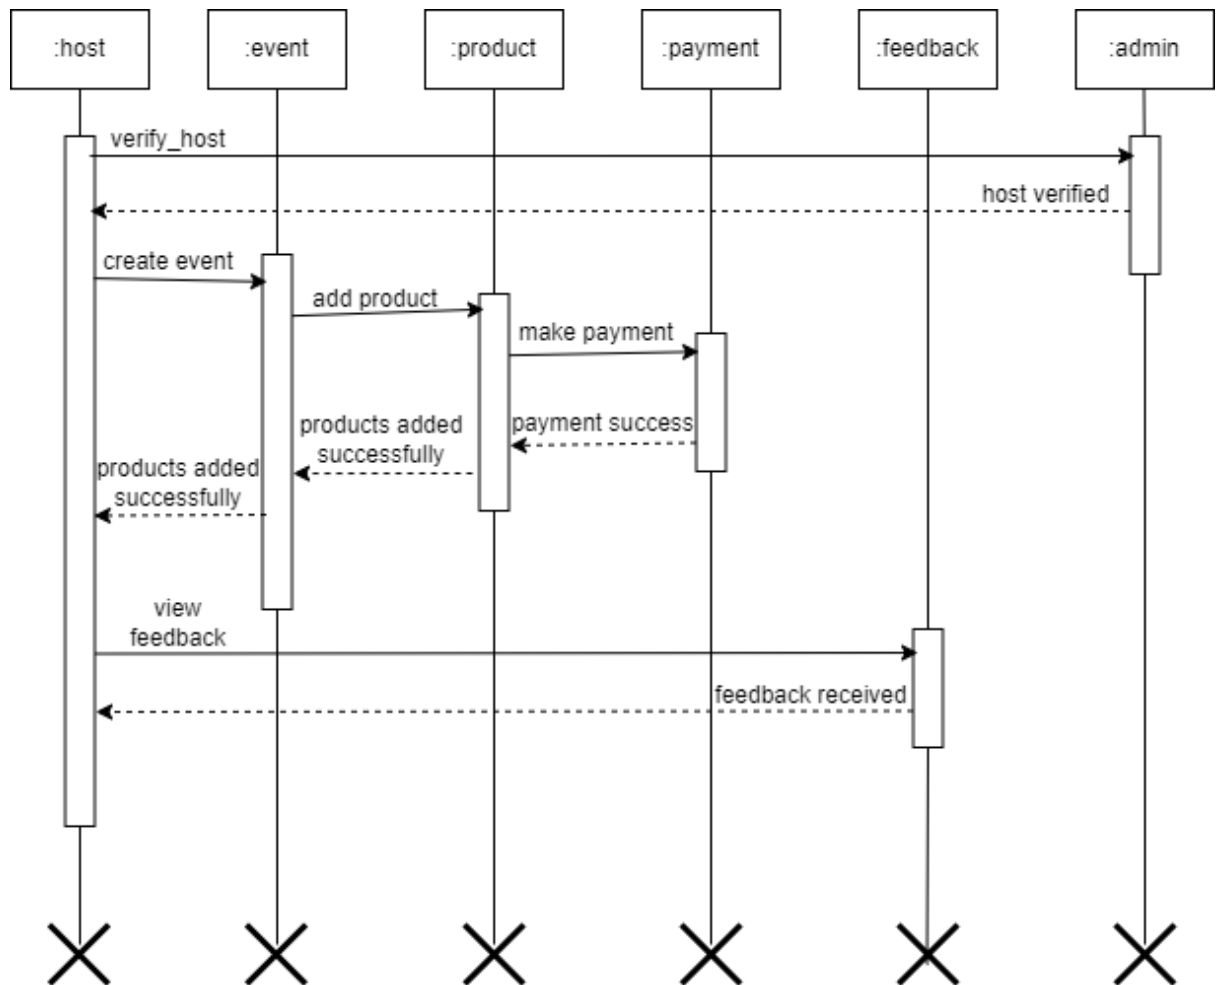 :host
:event
:product
:payment
:feedback
:admin
verify_host
host verified
create event
add product
make payment
products added
successfully
payment success
products added
successfully
view
feedback
feedback received